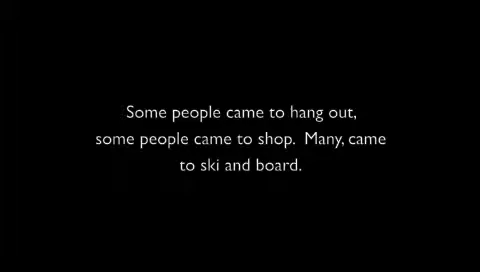 Some people came to hang out,
some people came to shop.  Many, came
to ski and board.